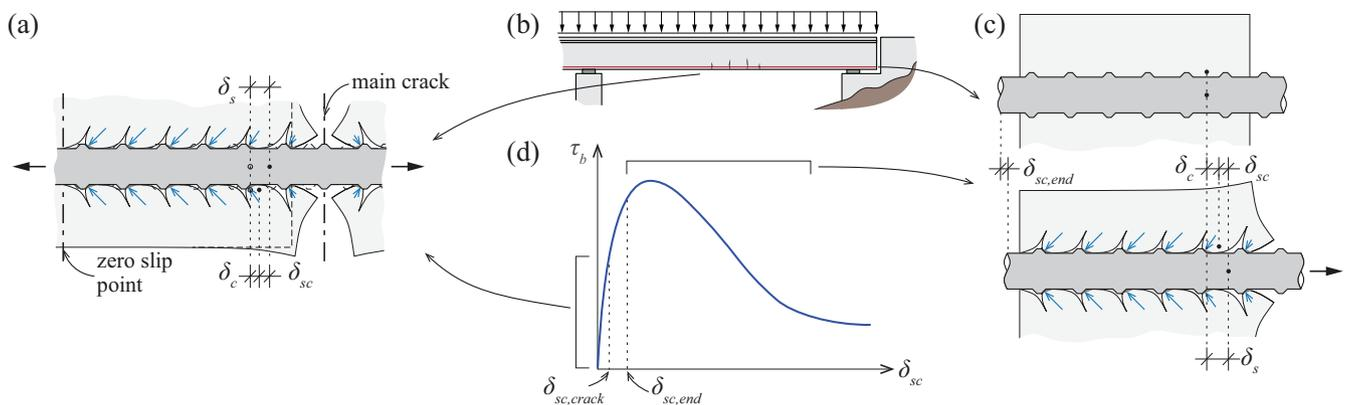 (a)
δs
main crack
zero slip
point
δc
δsc
(b)
(c)
δsc,end
δc
δsc
δs
(d)
τb
δsc
δsc,crack
δsc,end